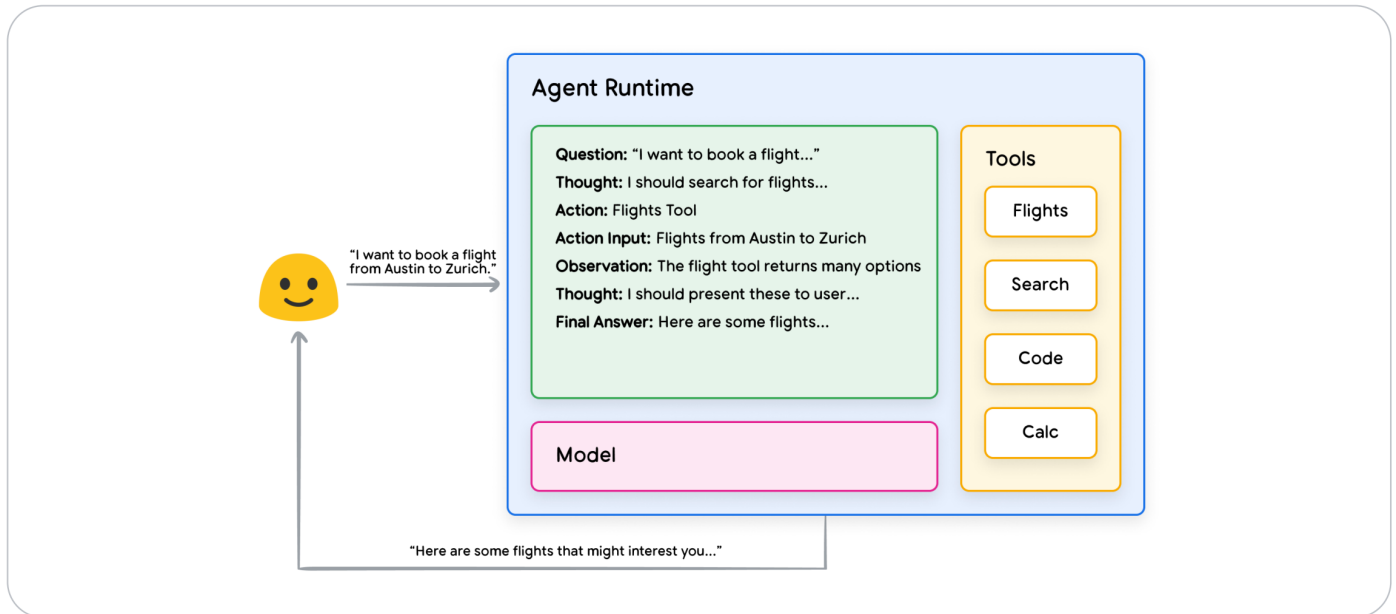 Agent Runtime
Question: “I want to book a flight...”
Thought: I should search for flights...
Action: Flights Tool
Action Input: Flights from Austin to Zurich
Observation: The flight tool returns many options
Thought: I should present these to user...
Final Answer: Here are some flights...
Tools
Flights
Search
Code
Calc
Model
“I want to book a flight
from Austin to Zurich.”
“Here are some flights that might interest you...”